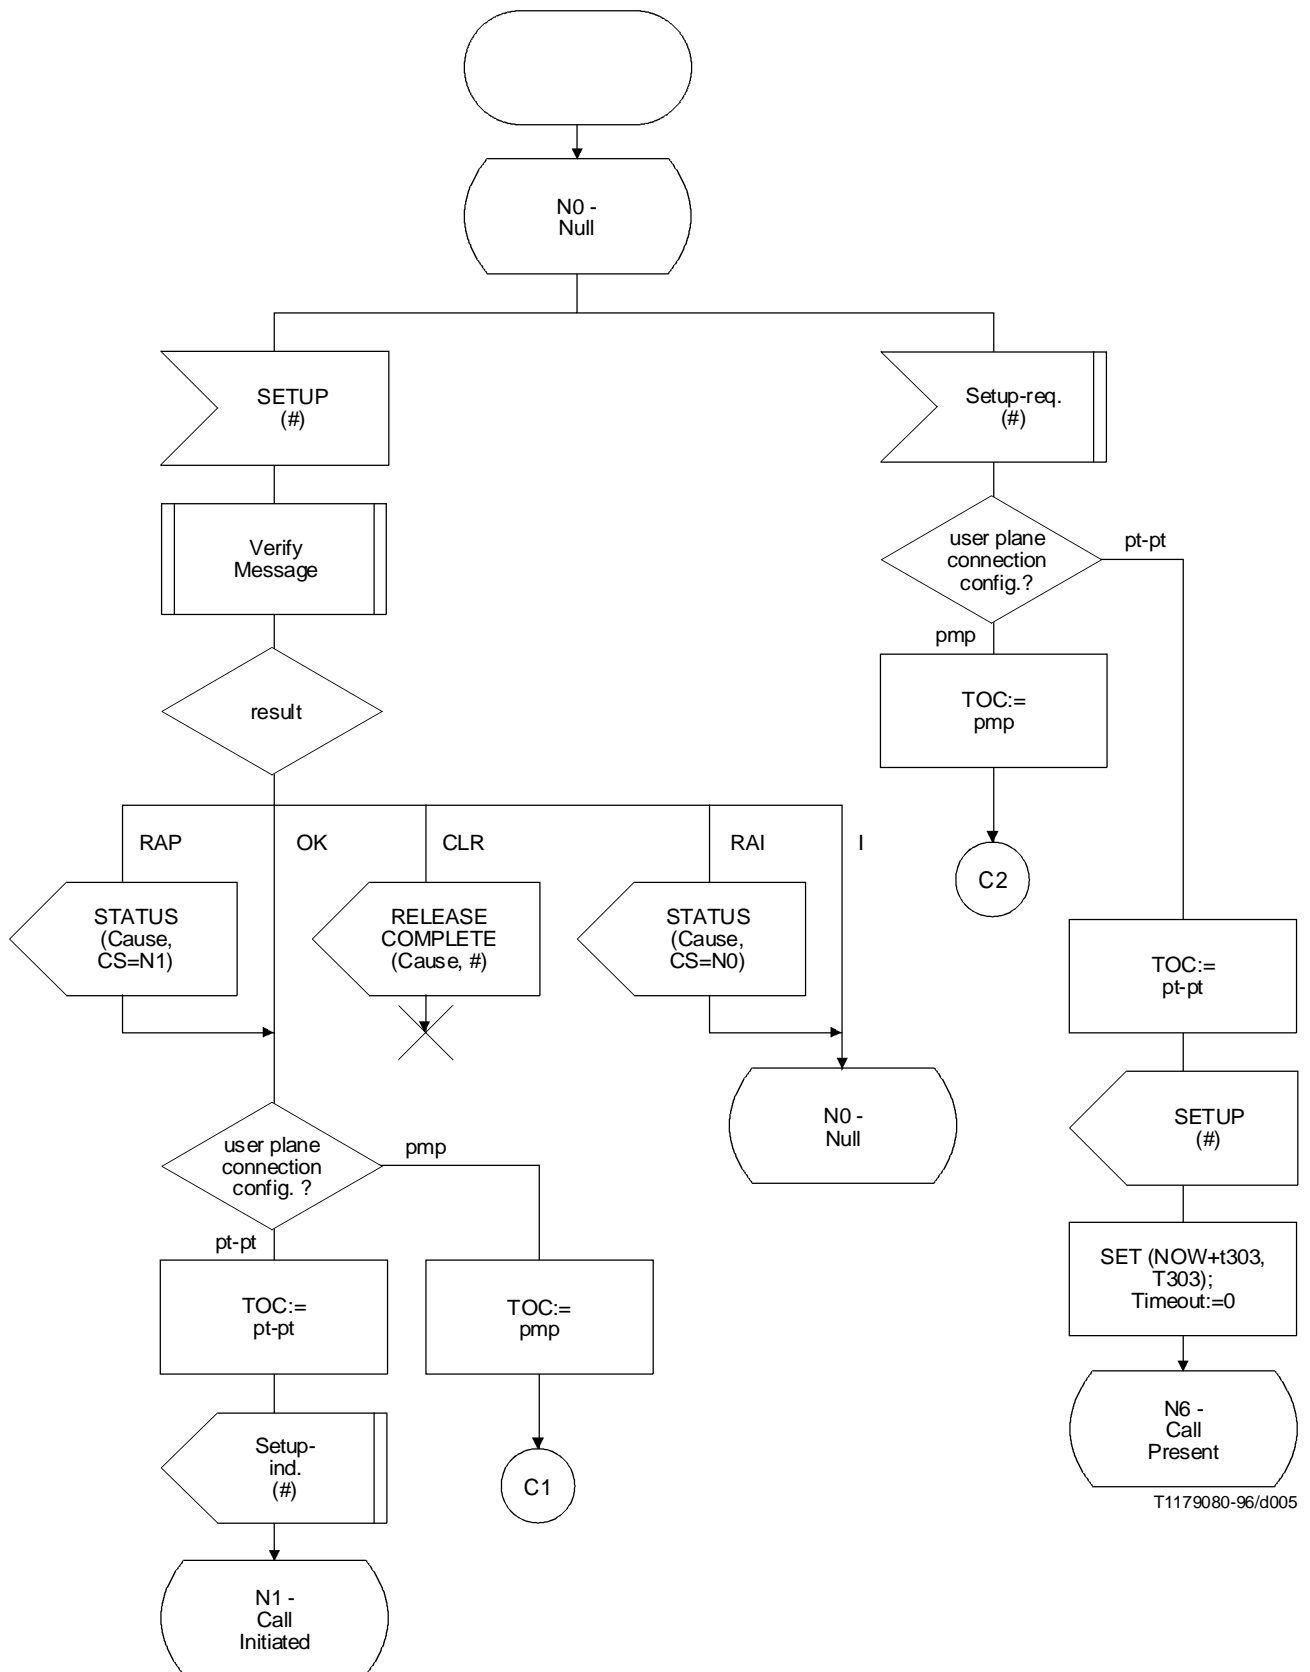 N0 -
Null
SETUP
(#)
Setup-req.
(#)
Verify
Message
user plane
connection
config.?
pt-pt
pmp
result
TOC:=
pmp
RAP
OK
CLR
RAI
I
C2
STATUS
(Cause,
CS=N1)
RELEASE
COMPLETE
(Cause, #)
STATUS
(Cause,
CS=N0)
TOC:=
pt-pt
N0 -
Null
SETUP
(#)
user plane
connection
config. ?
pmp
pt-pt
TOC:=
pt-pt
TOC:=
pmp
SET (NOW+t303,
T303);
Timeout:=0
Setup-
ind.
(#)
C1
N6 -
Call
Present
T1179080-96/d005
N1 -
Call
Initiated